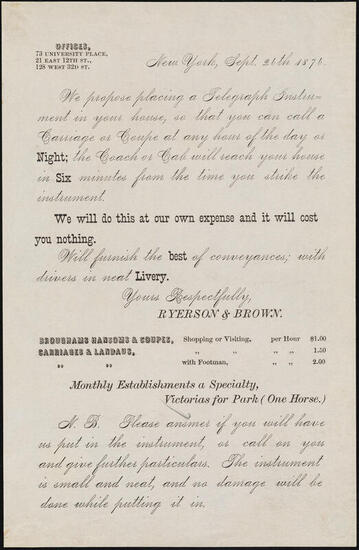 OFFICES,
73 UNIVERSITY PLACE,
21 EAST 12TH ST.,
128 WEST 32D ST.
New York, Sept. 26th 1876.
We propose placing a Telegraph Instru-
ment in your house, so that you can call a
Carriage or Coupe at any hour of the day or
Night; the Coach or Cab will reach your house
in Six minutes from the time you strike the
instrument.
We will do this at our own expense and it will cost
you nothing.
Will furnish the best of conveyances; with
drivers in neat Livery.
Yours Respectfully,
RYERSON & BROWN.
BROUGHAMS HANSOMS & COUPES, Shopping or Visiting, per Hour $1.00
CARRIAGES & LANDAUS, " " " 1.50
" " with Footman, " 2.00
Monthly Establishments a Specialty,
Victorias for Park (One Horse.)
N. B. Please answer if you will have
us put in the instrument, or call on you
and give further particulars. The instrument
is small and neat, and no damage will be
done while putting it in.